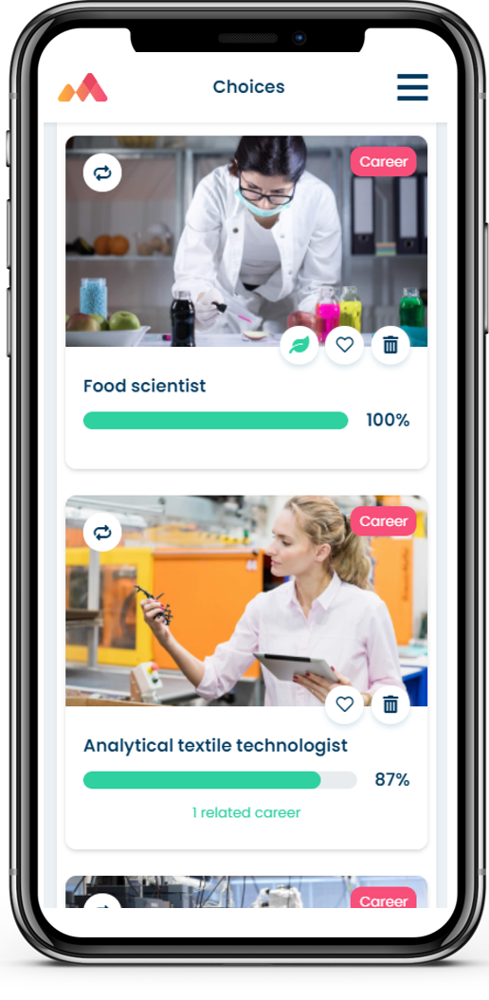 Choices
Career
Food scientist
100%
Career
Analytical textile technologist
87%
1 related career
Career